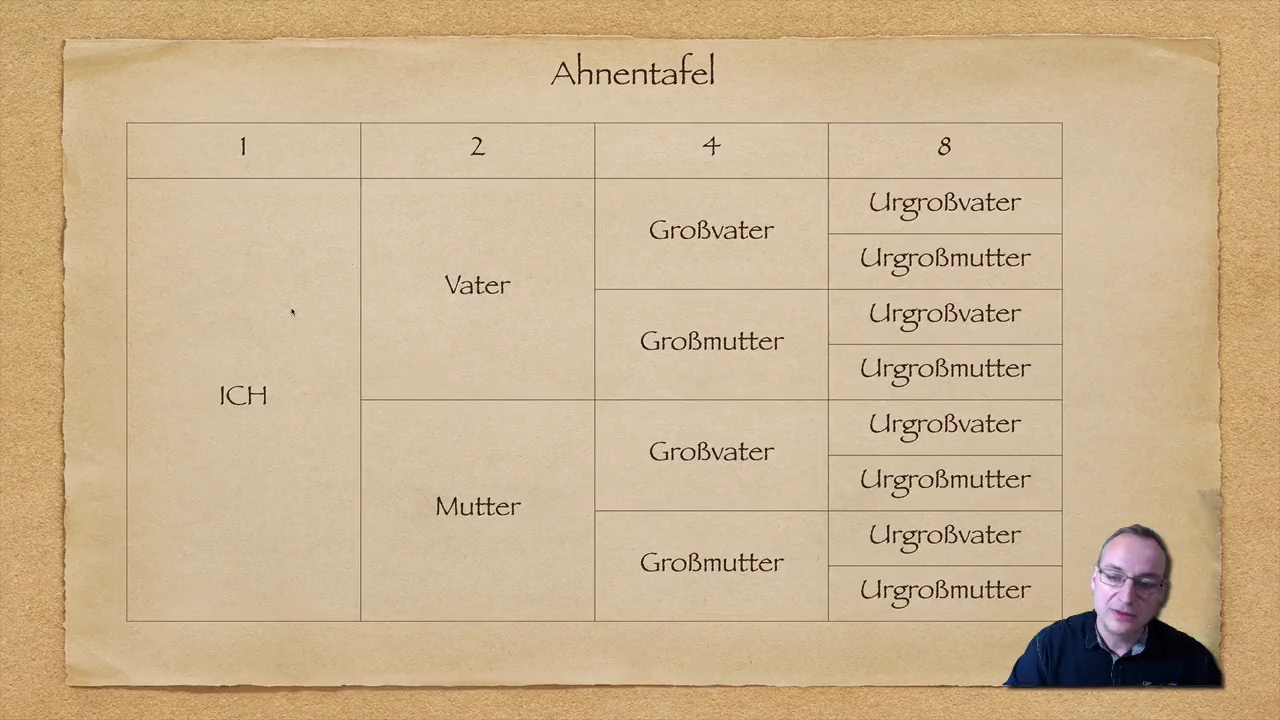 Ahnentafel
1 2 4 8
ICH
Vater
Mutter
Großvater
Großmutter
Großvater
Großmutter
Urgroßvater
Urgroßmutter
Urgroßvater
Urgroßmutter
Urgroßvater
Urgroßmutter
Urgroßvater
Urgroßmutter